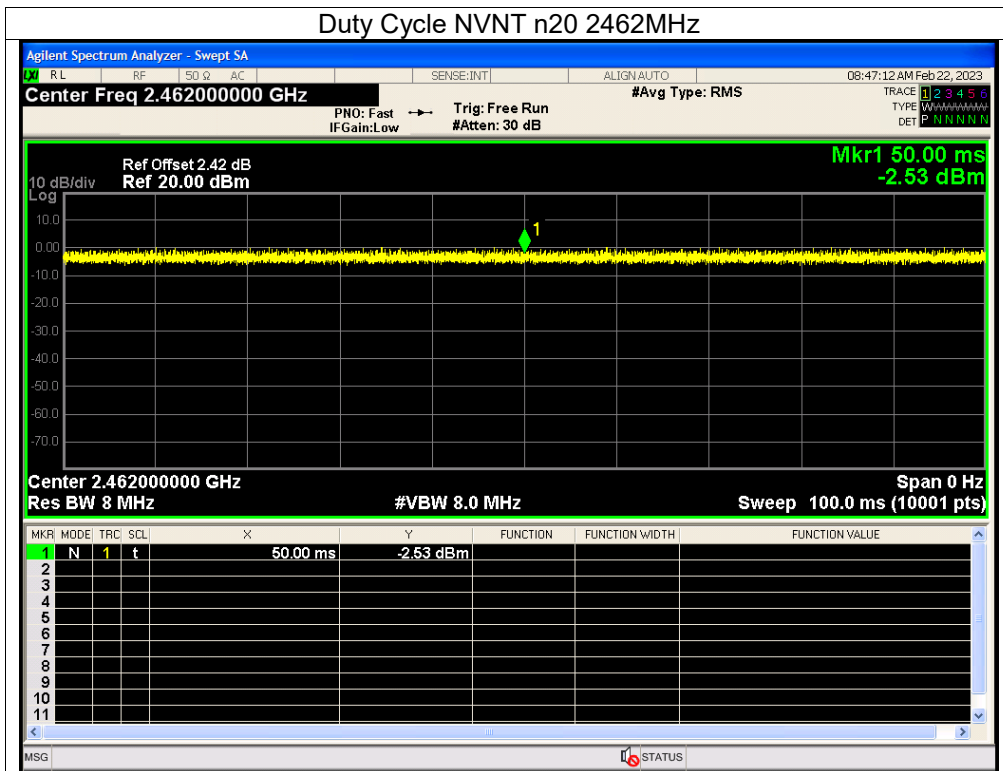 Duty Cycle NVNT n20 2462MHz
Agilent Spectrum Analyzer - Swept SA
LXI RL RF 50 Ω AC SENSE:INT ALIGN AUTO 08:47:12 AM Feb 22, 2023
Center Freq 2.462000000 GHz #Avg Type: RMS TRACE 1 2 3 4 5 6
PNO: Fast Trig: Free Run TYPE WWWWWW
IFGain:Low #Atten: 30 dB DET P N N N N N
Mkr1 50.00 ms
Ref Offset 2.42 dB
10 dB/div Ref 20.00 dBm -2.53 dBm
Log
10.0
1
0.00
-10.0
-20.0
-30.0
-40.0
-50.0
-60.0
-70.0
Center 2.462000000 GHz Span 0 Hz
Res BW 8 MHz #VBW 8.0 MHz Sweep 100.0 ms (10001 pts)
MKR MODE TRC SCL X Y FUNCTION FUNCTION WIDTH FUNCTION VALUE
1 N 1 t 50.00 ms -2.53 dBm
2
3
4
5
6
7
8
9
10
11
MSG STATUS